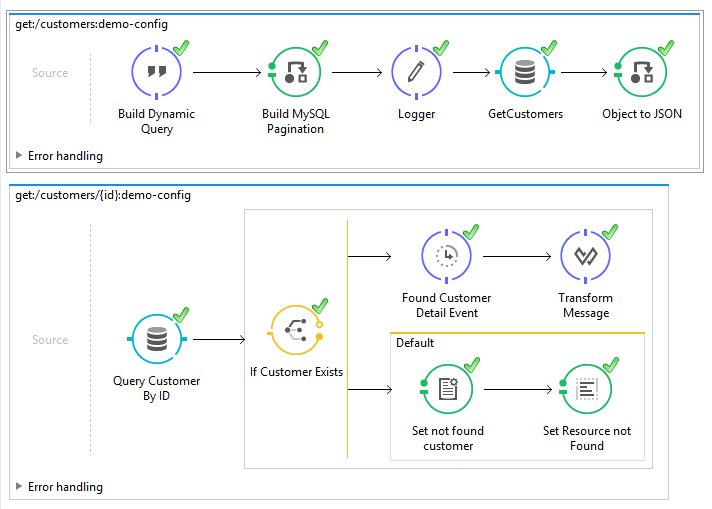 get:/customers:demo-config
Source
Build Dynamic
Query
Build MySQL
Pagination
Logger
GetCustomers
Object to JSON
Error handling
get:/customers/{id}:demo-config
Source
Query Customer
By ID
If Customer Exists
Found Customer
Detail Event
Transform
Message
Default
Set not found
customer
Set Resource not
Found
Error handling